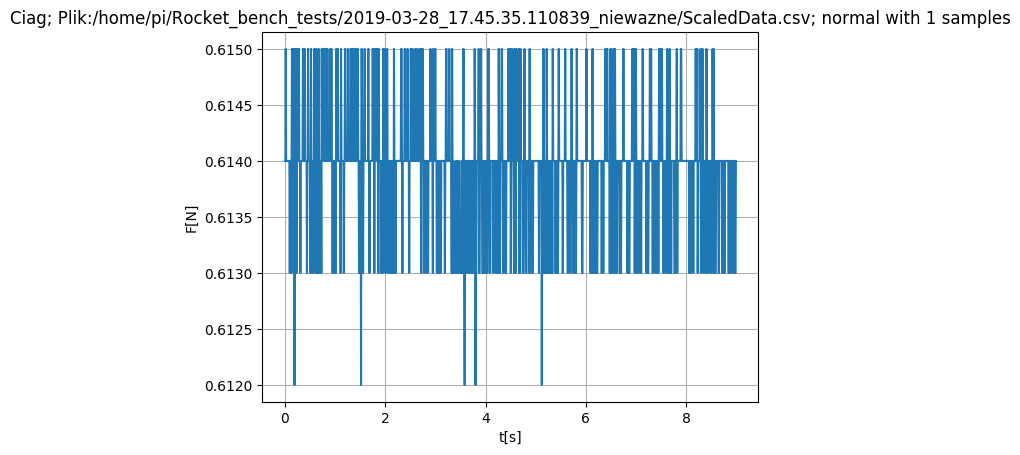 Ciag; Plik:/home/pi/Rocket_bench_tests/2019-03-28_17.45.35.110839_niewazne/ScaledData.csv; normal with 1 samples
0.6150
0.6145
0.6140
0.6135
0.6130
0.6125
0.6120
F[N]
0 2 4 6 8
t[s]